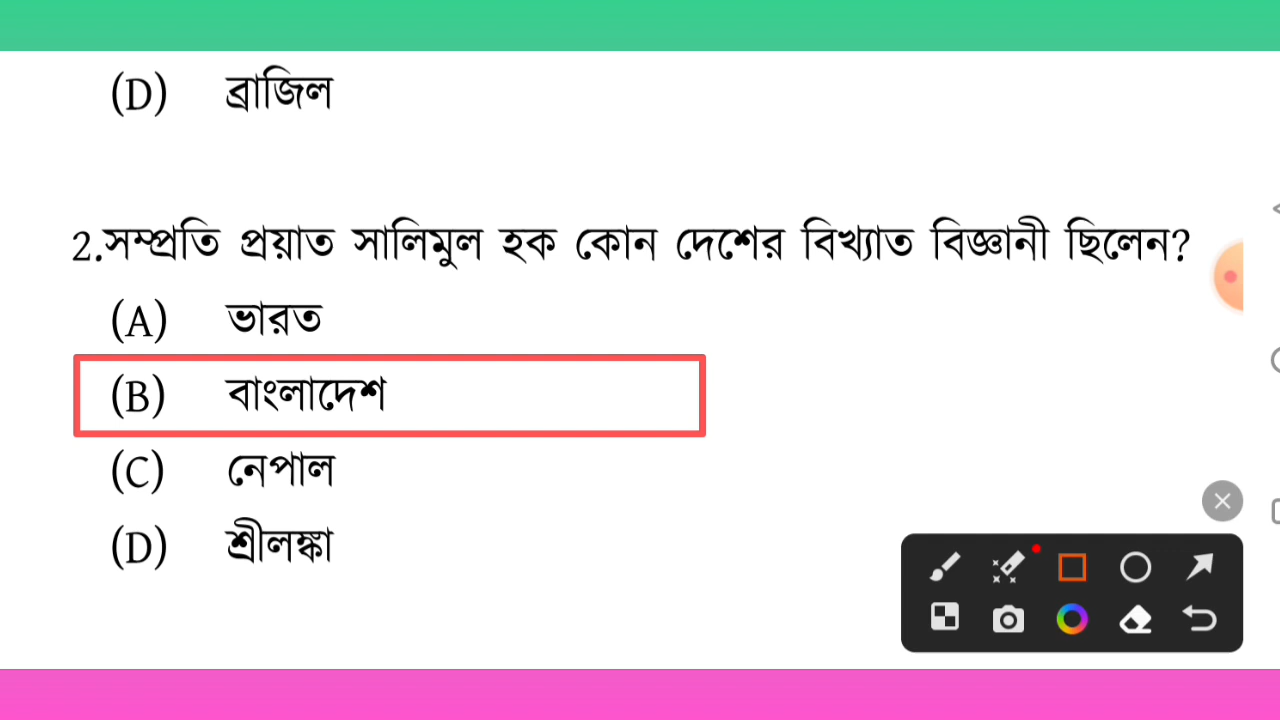 (D) ব্রাজিল
2.সম্প্রতি প্রয়াত সালিমুল হক কোন দেশের বিখ্যাত বিজ্ঞানী ছিলেন?
(A) ভারত
(B) বাংলাদেশ
(C) নেপাল
(D) শ্রীলঙ্কা